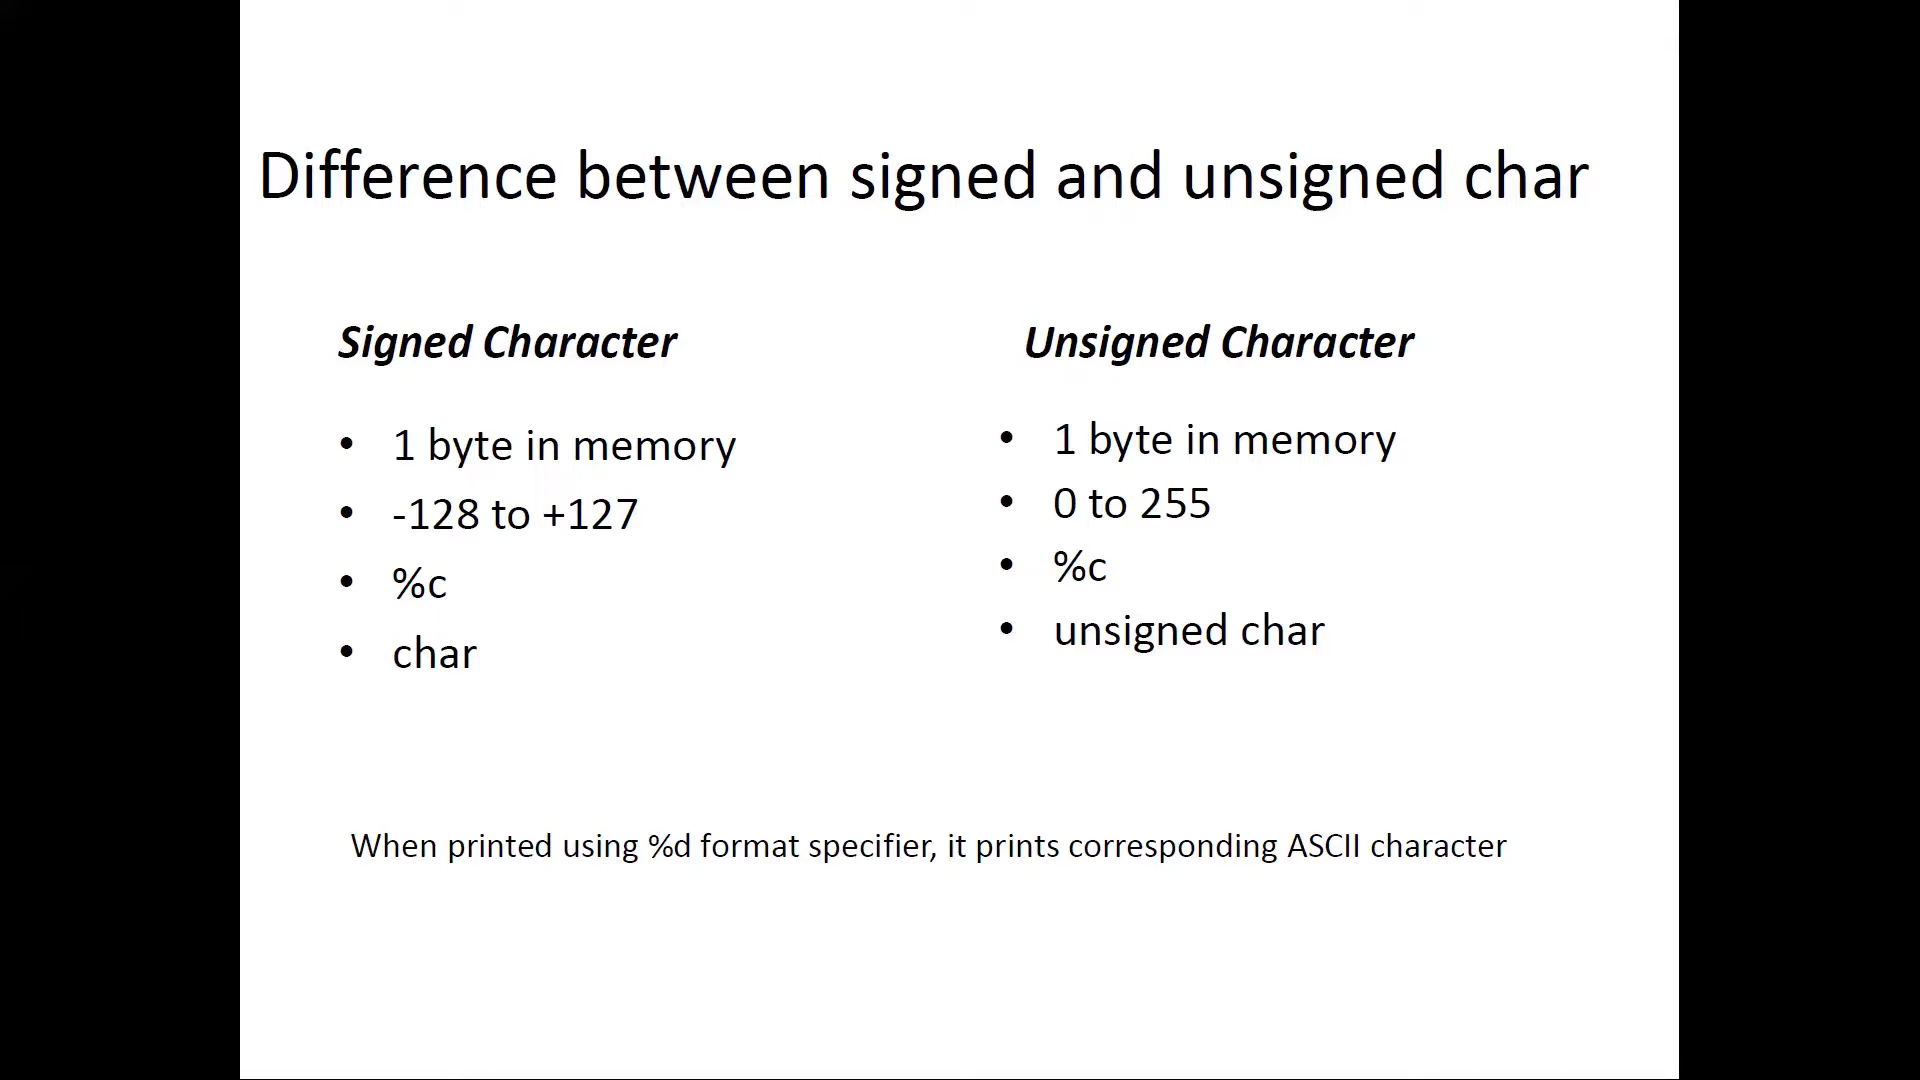 Difference between signed and unsigned char
Signed Character
• 1 byte in memory
• -128 to +127
• %c
• char
Unsigned Character
• 1 byte in memory
• 0 to 255
• %c
• unsigned char
When printed using %d format specifier, it prints corresponding ASCII character